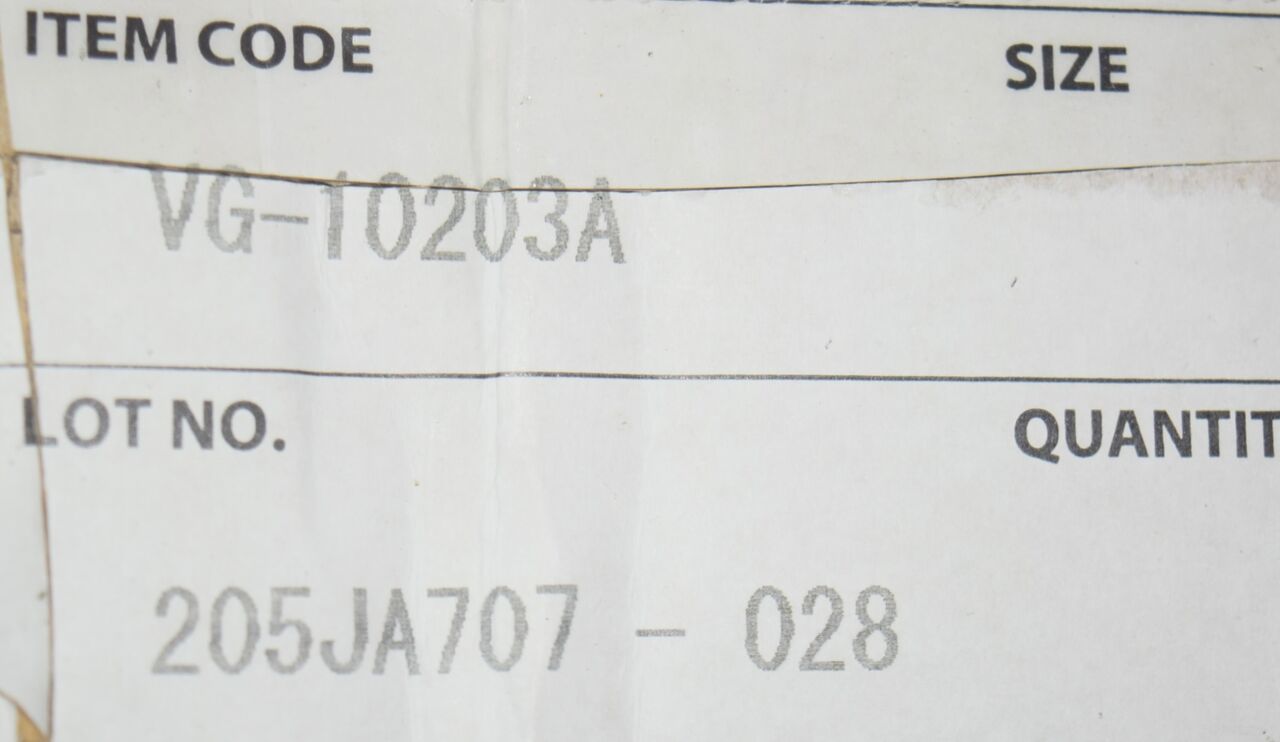 ITEM CODE SIZE
VG-10203A
LOT NO. QUANTIT
205JA707 - 028